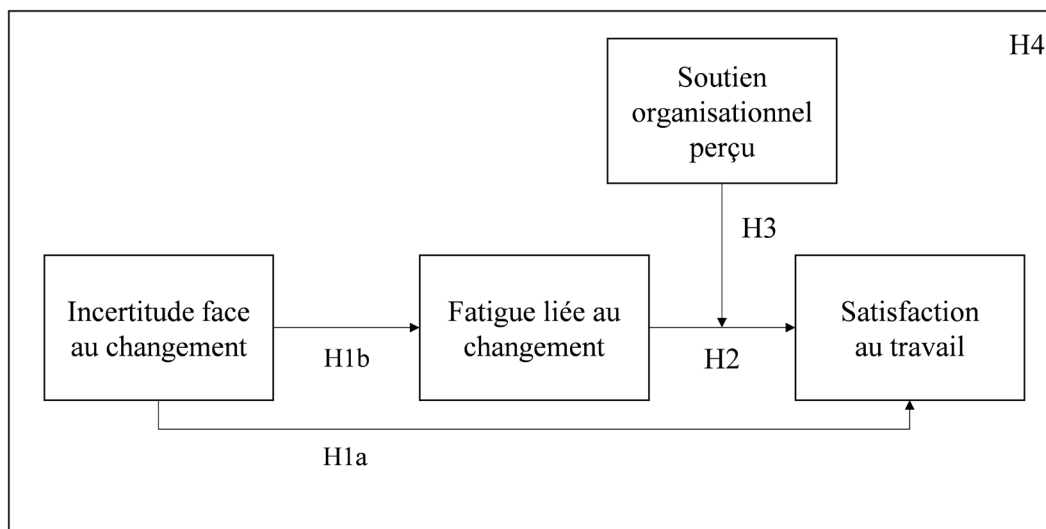 H4
Soutien
organisationnel
perçu
H3
Incertitude face
au changement
H1b
Fatigue liée au
changement
H2
Satisfaction
au travail
H1a